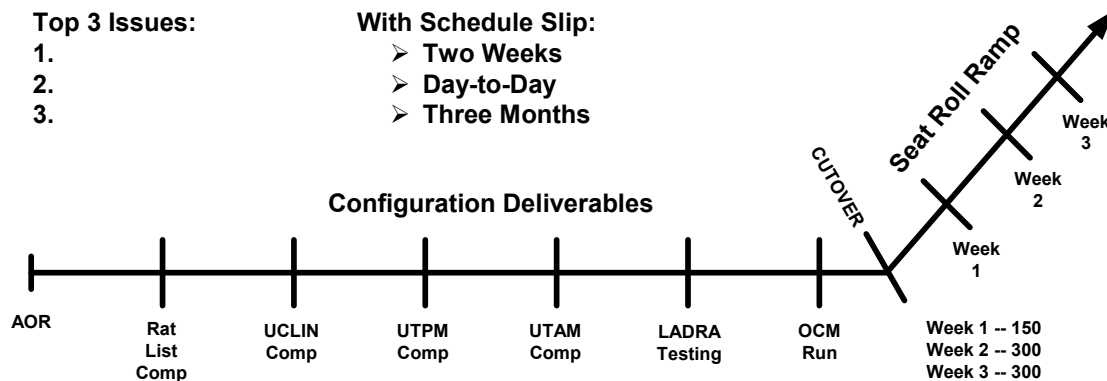 Top 3 Issues:
1.
2.
3.
With Schedule Slip:
➢ Two Weeks
➢ Day-to-Day
➢ Three Months
Seat Roll Ramp
Week
3
Week
2
Week
1
CUTOVER
Configuration Deliverables
AOR
Rat
List
Comp
UCLIN
Comp
UTPM
Comp
UTAM
Comp
LADRA
Testing
OCM
Run
Week 1 -- 150
Week 2 -- 300
Week 3 -- 300